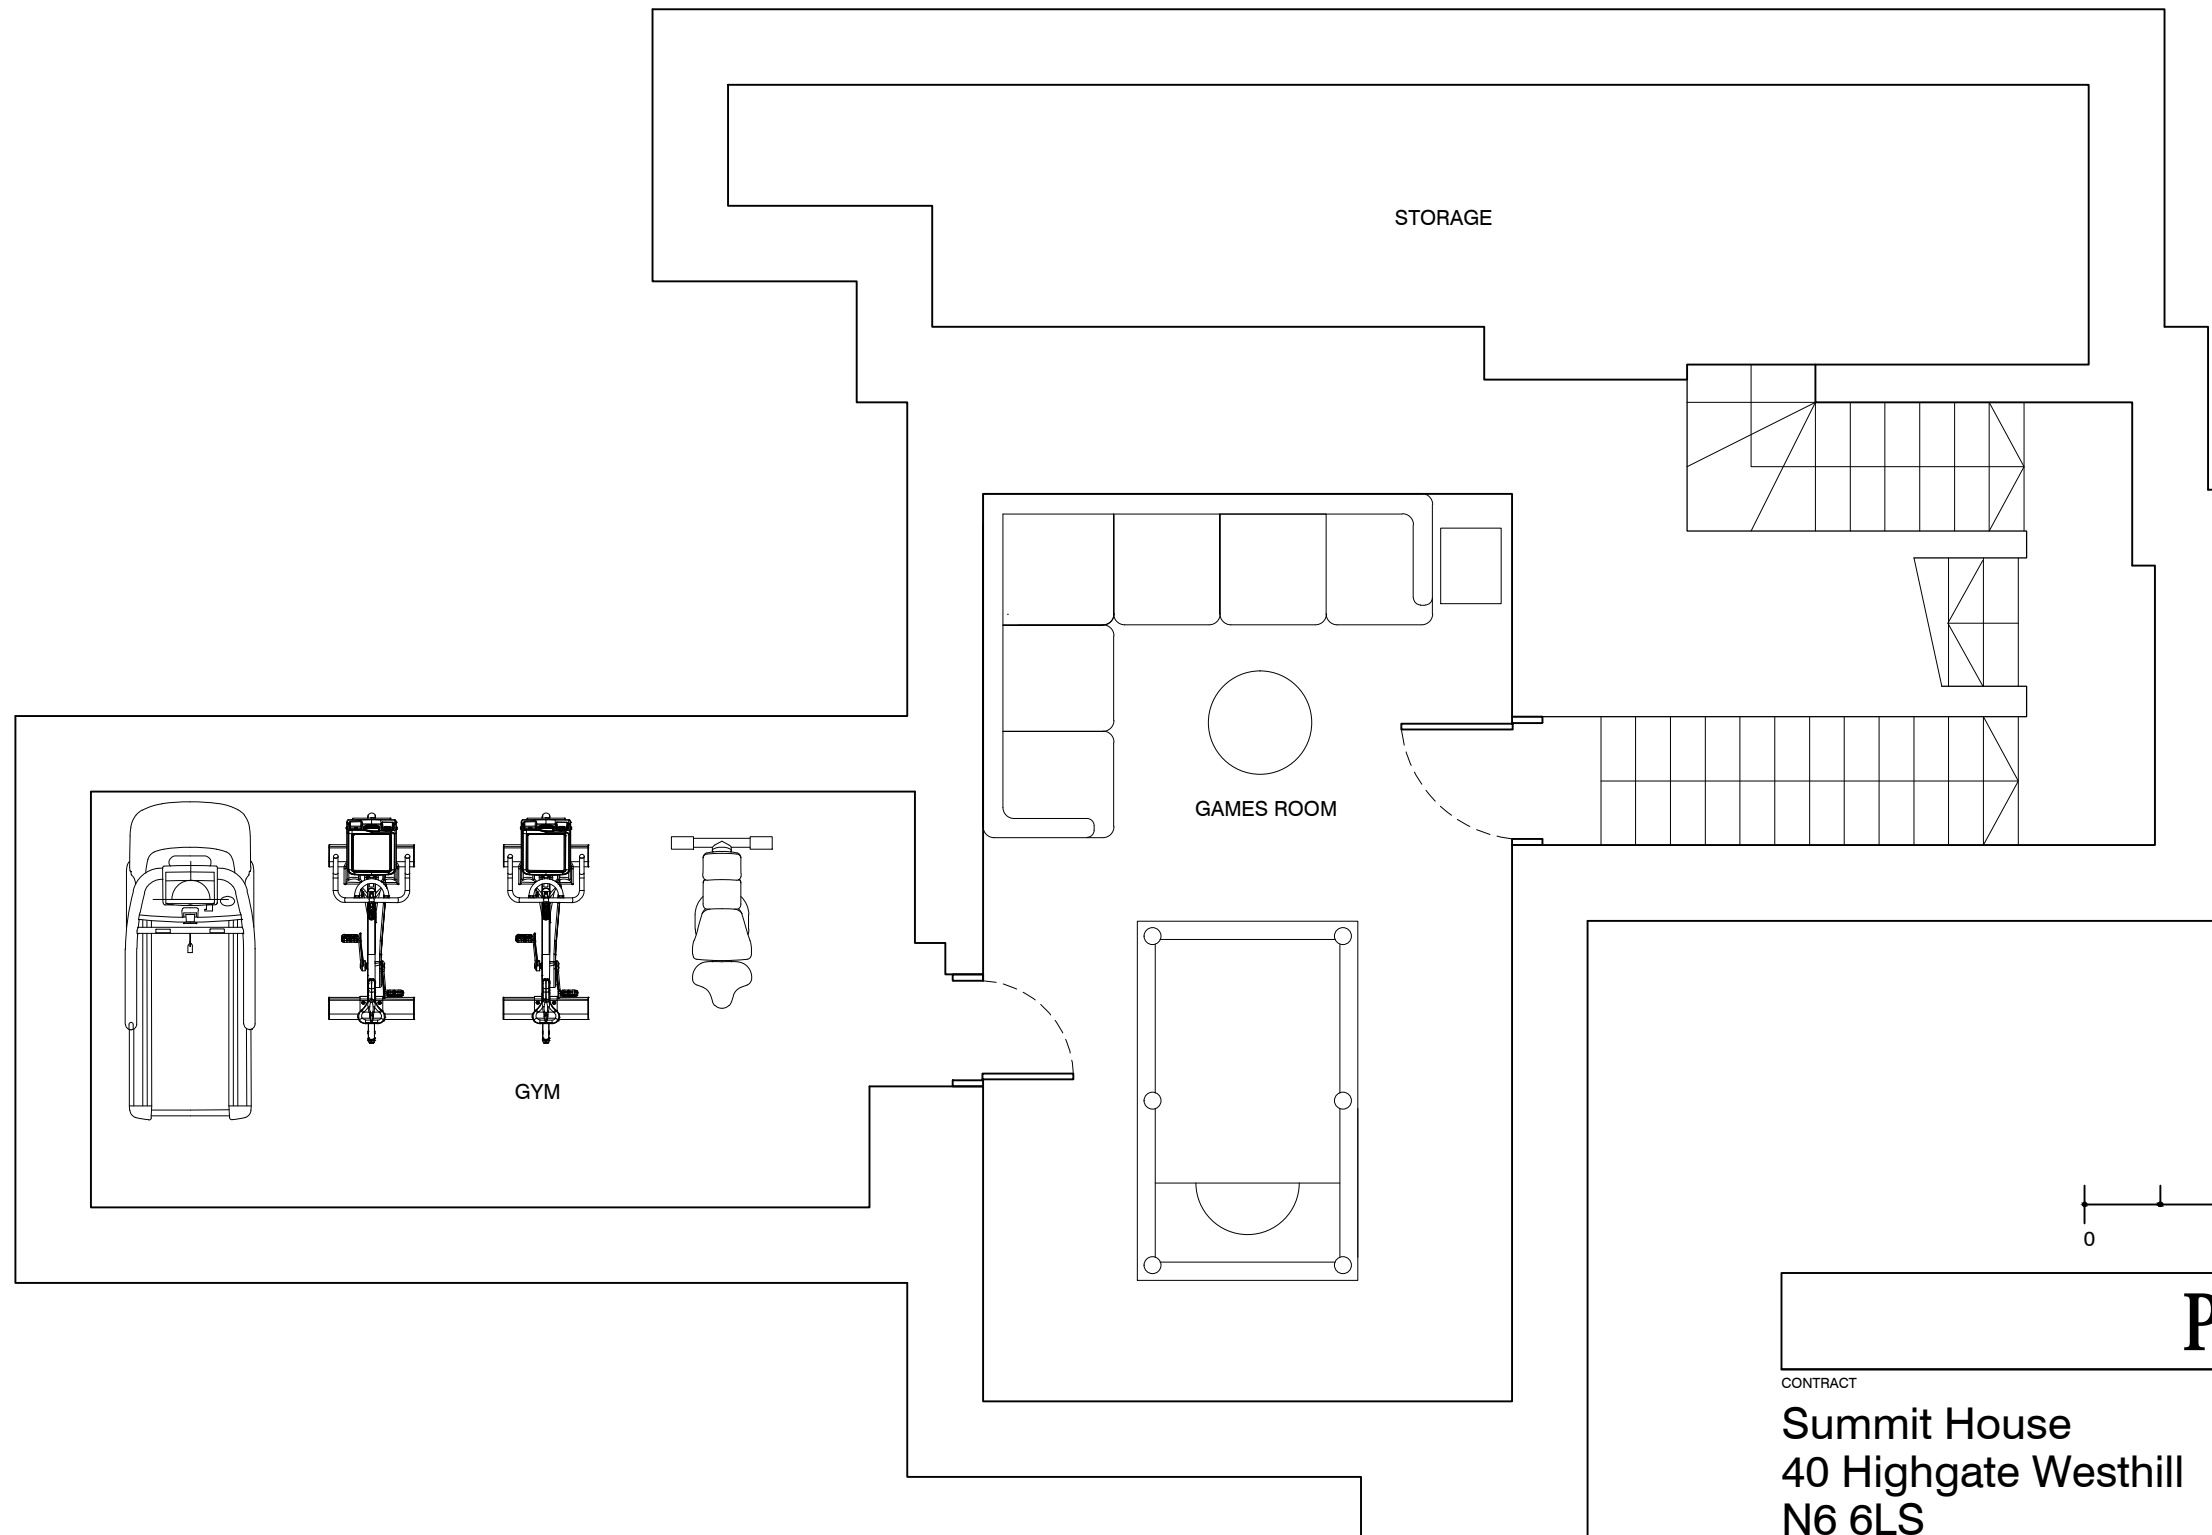 STORAGE
GAMES ROOM
GYM
0
P
CONTRACT
Summit House
40 Highgate Westhill
N6 6LS